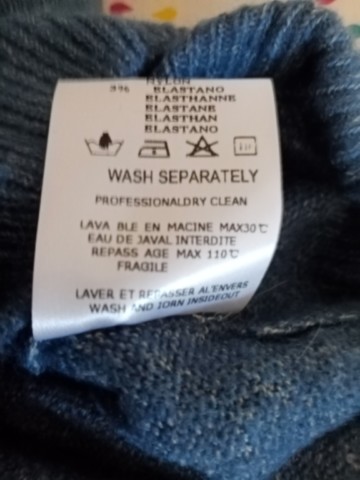 NYLON
3% ELASTANO
ELASTHANNE
ELASTANE
ELASTHAN
ELASTANO
WASH SEPARATELY
PROFESSIONALDRY CLEAN
LAVA BLE EN MACINE MAX30℃
EAU DE JAVAL INTERDITE
REPASS AGE MAX 110℃
FRAGILE
LAVER ET REPASSER AL'ENVERS
WASH AND IORN INSIDEOUT